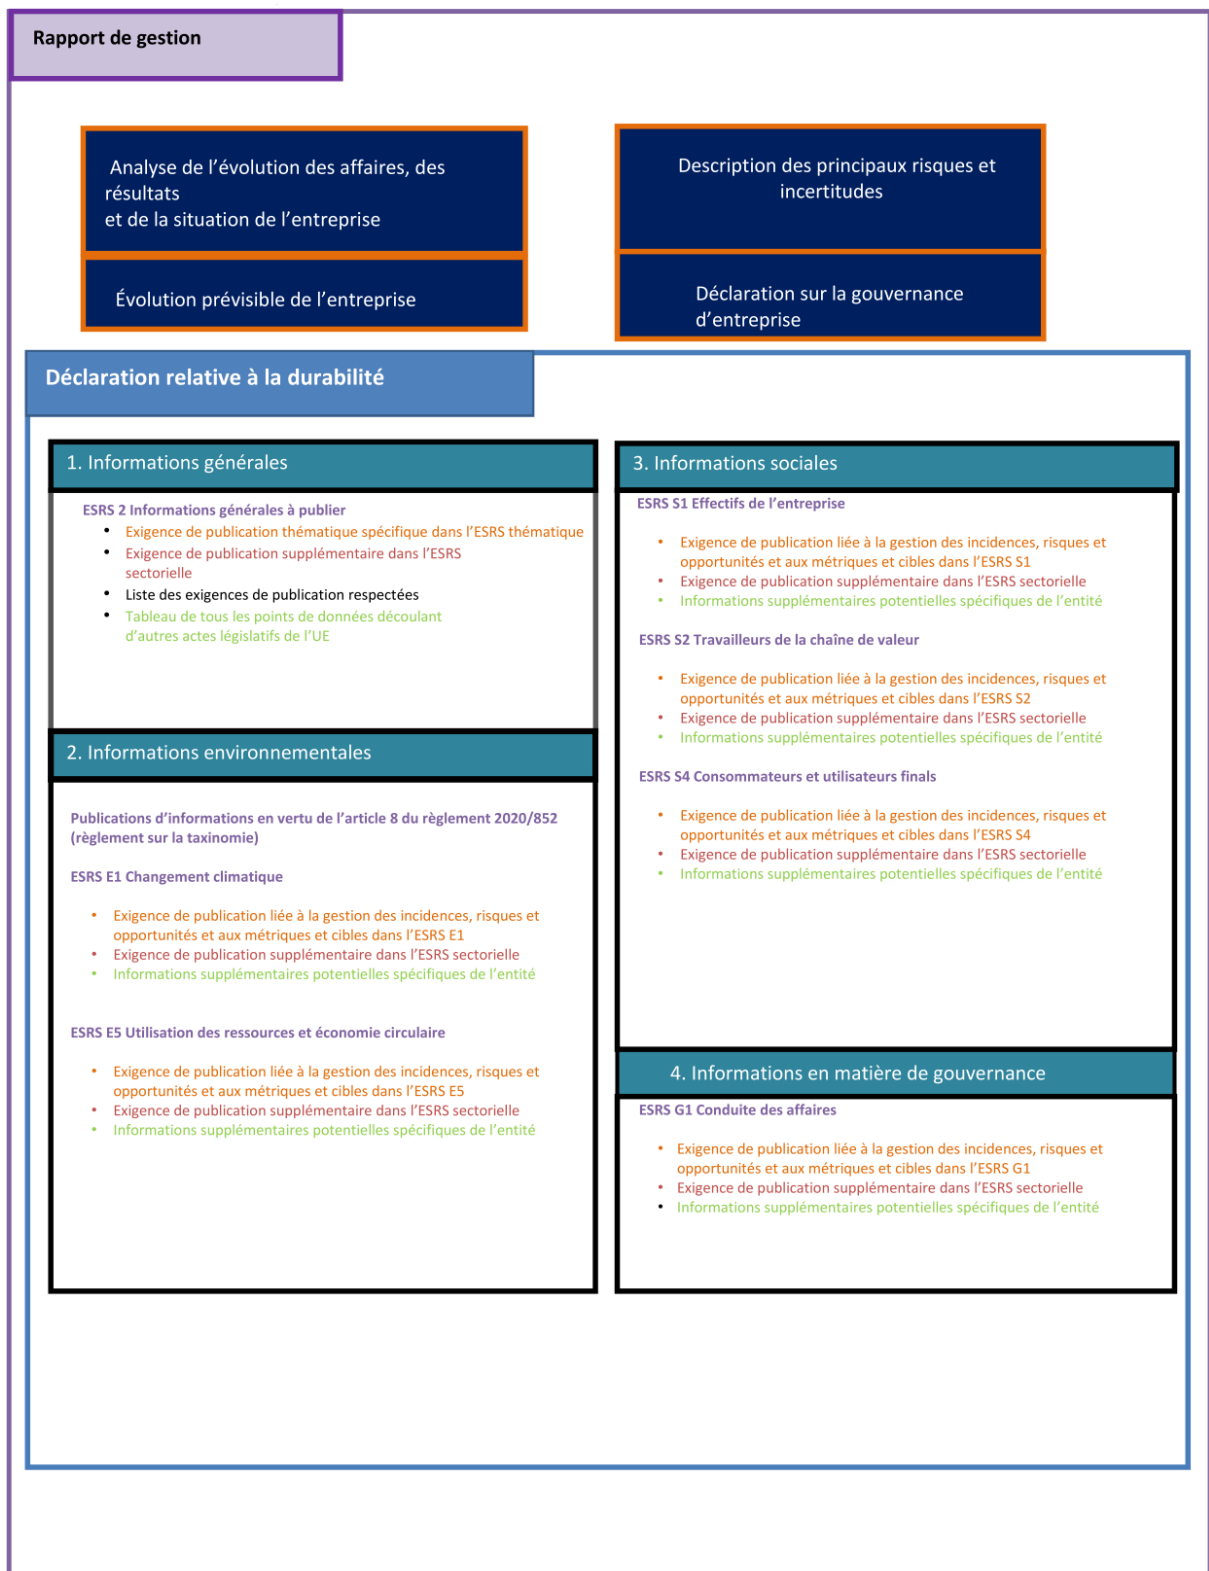 Rapport de gestion
Analyse de l’évolution des affaires, des
résultats
et de la situation de l’entreprise
Description des principaux risques et
incertitudes
Évolution prévisible de l’entreprise
Déclaration sur la gouvernance
d’entreprise
Déclaration relative à la durabilité
1. Informations générales
ESRS 2 Informations générales à publier
• Exigence de publication thématique spécifique dans l’ESRS thématique
• Exigence de publication supplémentaire dans l’ESRS
sectorielle
• Liste des exigences de publication respectées
• Tableau de tous les points de données découlant
d’autres actes législatifs de l’UE
2. Informations environnementales
Publications d’informations en vertu de l’article 8 du règlement 2020/852
(règlement sur la taxinomie)
ESRS E1 Changement climatique
• Exigence de publication liée à la gestion des incidences, risques et
opportunités et aux métriques et cibles dans l’ESRS E1
• Exigence de publication supplémentaire dans l’ESRS sectorielle
• Informations supplémentaires potentielles spécifiques de l’entité
ESRS E5 Utilisation des ressources et économie circulaire
• Exigence de publication liée à la gestion des incidences, risques et
opportunités et aux métriques et cibles dans l’ESRS E5
• Exigence de publication supplémentaire dans l’ESRS sectorielle
• Informations supplémentaires potentielles spécifiques de l’entité
3. Informations sociales
ESRS S1 Effectifs de l’entreprise
• Exigence de publication liée à la gestion des incidences, risques et
opportunités et aux métriques et cibles dans l’ESRS S1
• Exigence de publication supplémentaire dans l’ESRS sectorielle
• Informations supplémentaires potentielles spécifiques de l’entité
ESRS S2 Travailleurs de la chaîne de valeur
• Exigence de publication liée à la gestion des incidences, risques et
opportunités et aux métriques et cibles dans l’ESRS S2
• Exigence de publication supplémentaire dans l’ESRS sectorielle
• Informations supplémentaires potentielles spécifiques de l’entité
ESRS S4 Consommateurs et utilisateurs finals
• Exigence de publication liée à la gestion des incidences, risques et
opportunités et aux métriques et cibles dans l’ESRS S4
• Exigence de publication supplémentaire dans l’ESRS sectorielle
• Informations supplémentaires potentielles spécifiques de l’entité
4. Informations en matière de gouvernance
ESRS G1 Conduite des affaires
• Exigence de publication liée à la gestion des incidences, risques et
opportunités et aux métriques et cibles dans l’ESRS G1
• Exigence de publication supplémentaire dans l’ESRS sectorielle
• Informations supplémentaires potentielles spécifiques de l’entité